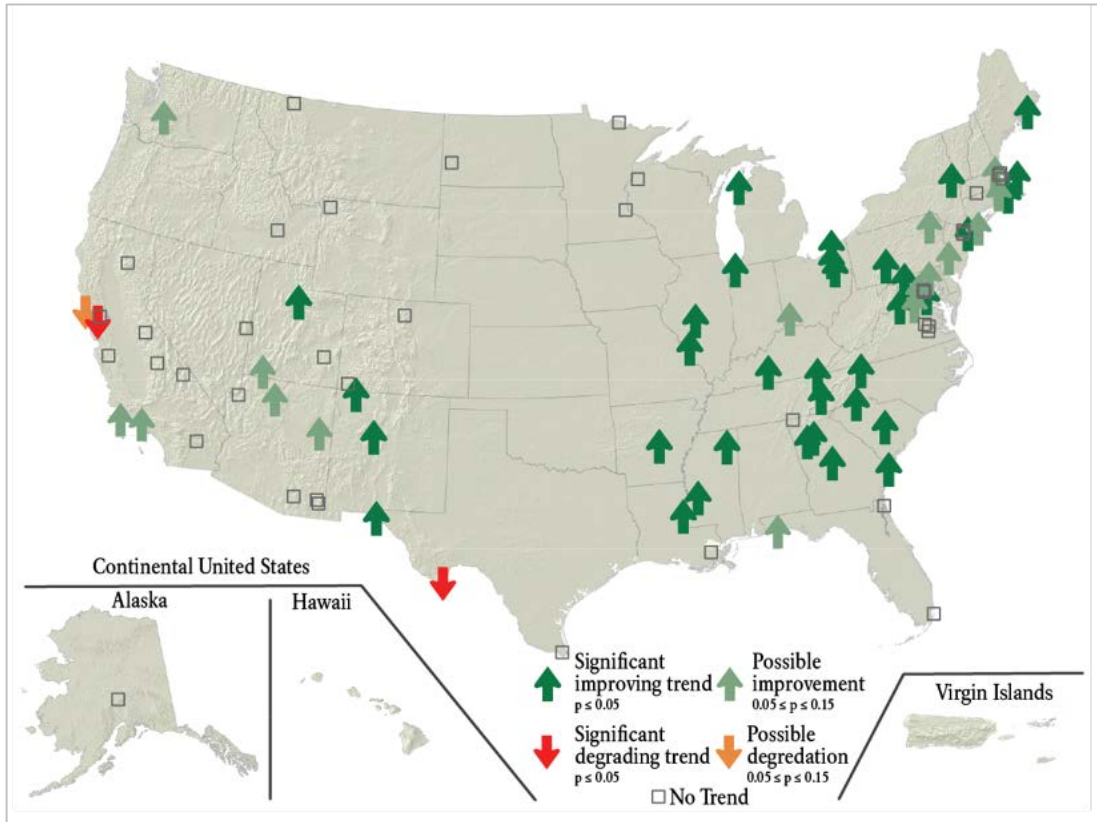 Continental United States
Alaska
Hawaii
Significant
improving trend
p ≤ 0.05
Possible
improvement
0.05 ≤ p ≤ 0.15
Significant
degrading trend
p ≤ 0.05
Possible
degredation
0.05 ≤ p ≤ 0.15
No Trend
Virgin Islands